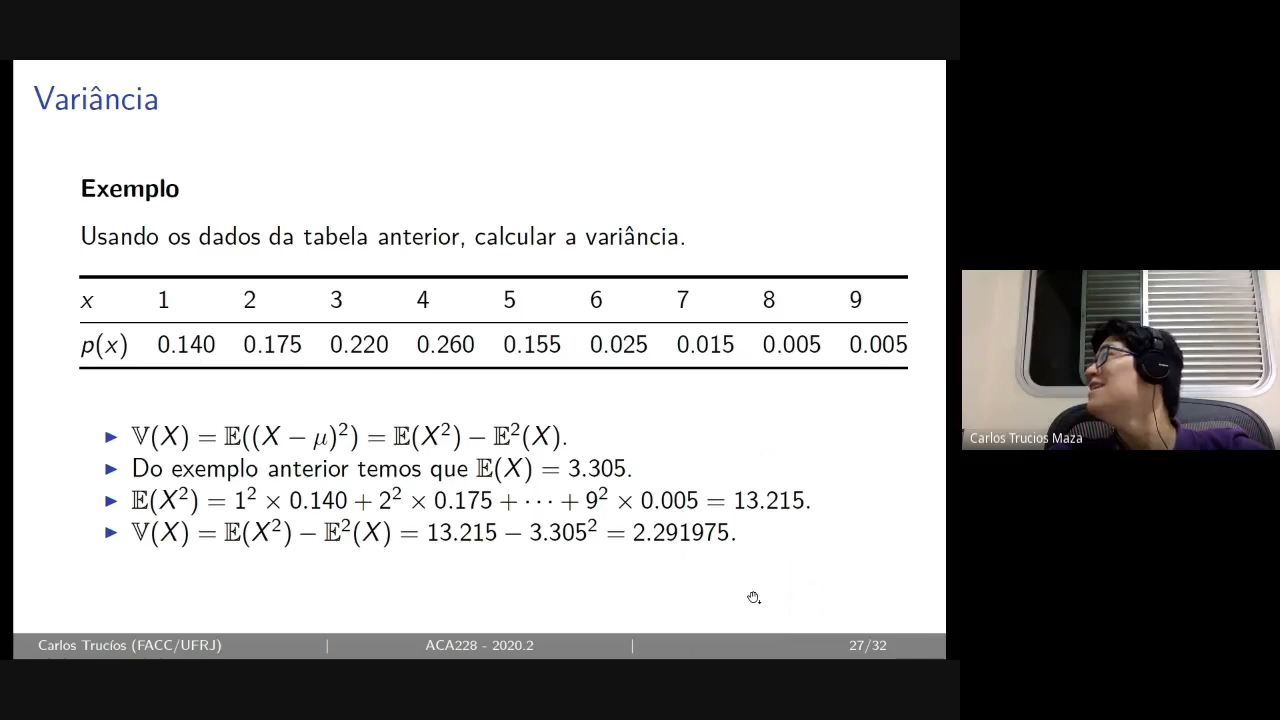 Variância
Exemplo
Usando os dados da tabela anterior, calcular a variância.
x 1 2 3 4 5 6 7 8 9
p(x) 0.140 0.175 0.220 0.260 0.155 0.025 0.015 0.005 0.005
▶ 𝕍(X) = 𝔼((X − μ)²) = 𝔼(X²) − 𝔼²(X).
▶ Do exemplo anterior temos que 𝔼(X) = 3.305.
▶ 𝔼(X²) = 1² × 0.140 + 2² × 0.175 + ⋯ + 9² × 0.005 = 13.215.
▶ 𝕍(X) = 𝔼(X²) − 𝔼²(X) = 13.215 − 3.305² = 2.291975.
Carlos Trucíos (FACC/UFRJ) | ACA228 - 2020.2 | 27/32
Carlos Trucios Maza